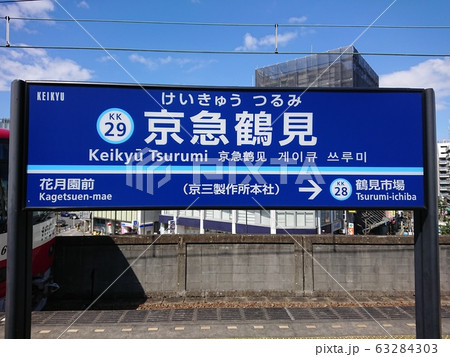 KEIKYU
けいきゅう つるみ
KK
29
京急鶴見
Keikyū Tsurumi 京急鹤见 게이큐 쓰루미
花月園前
Kagetsuen-mae
(京三製作所本社)
→
KK
28
鶴見市場
Tsurumi-ichiba
PIXTA
pixta.jp - 63284303